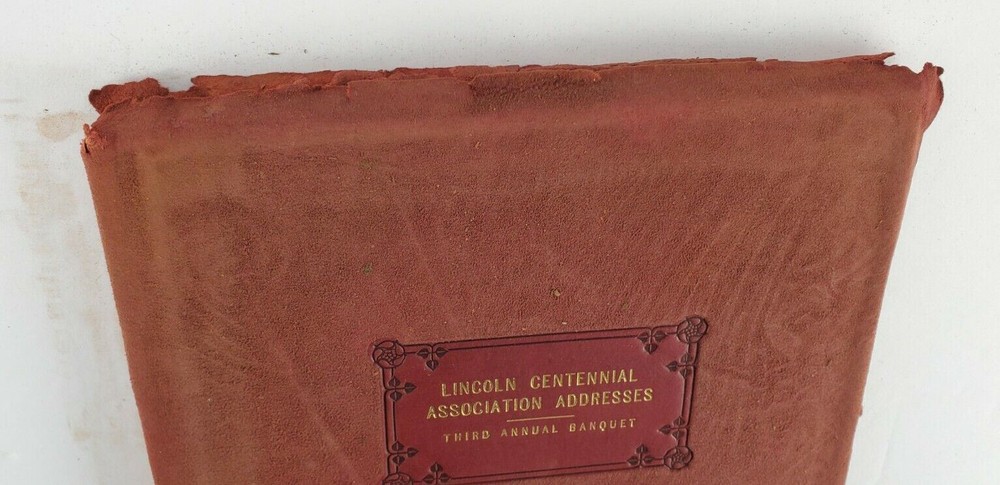 LINCOLN CENTENNIAL
ASSOCIATION ADDRESSES
THIRD ANNUAL BANQUET